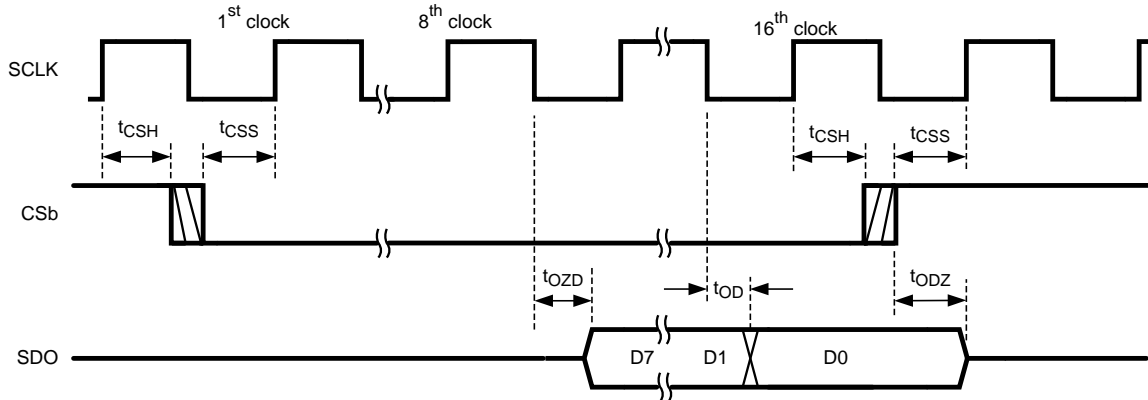 1st clock 8th clock 16th clock
SCLK
tCSH tCSS tCSH tCSS
CSb
tOZD tOD tODZ
SDO D7 D1 D0